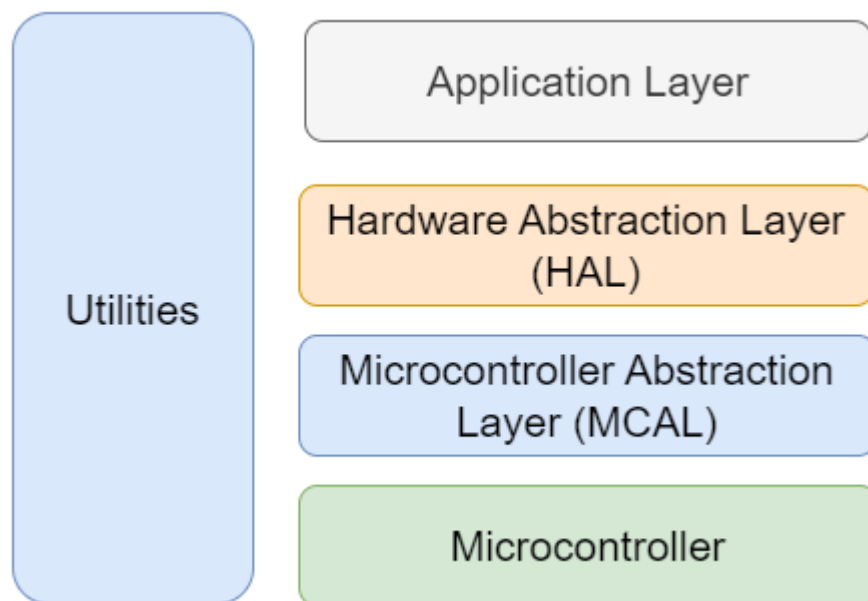 Utilities
Application Layer
Hardware Abstraction Layer
(HAL)
Microcontroller Abstraction
Layer (MCAL)
Microcontroller